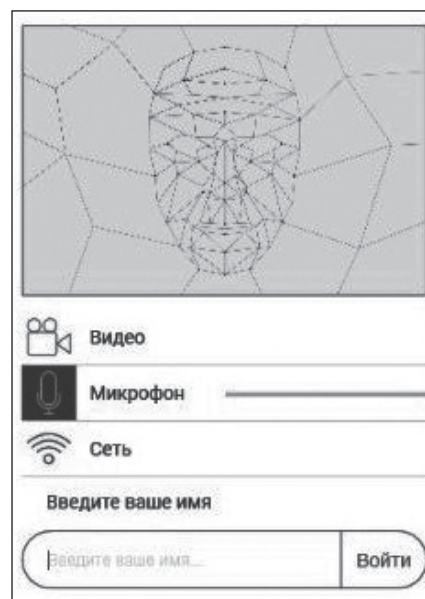 Видео
Микрофон
Сеть
Введите ваше имя
Введите ваше имя...
Войти